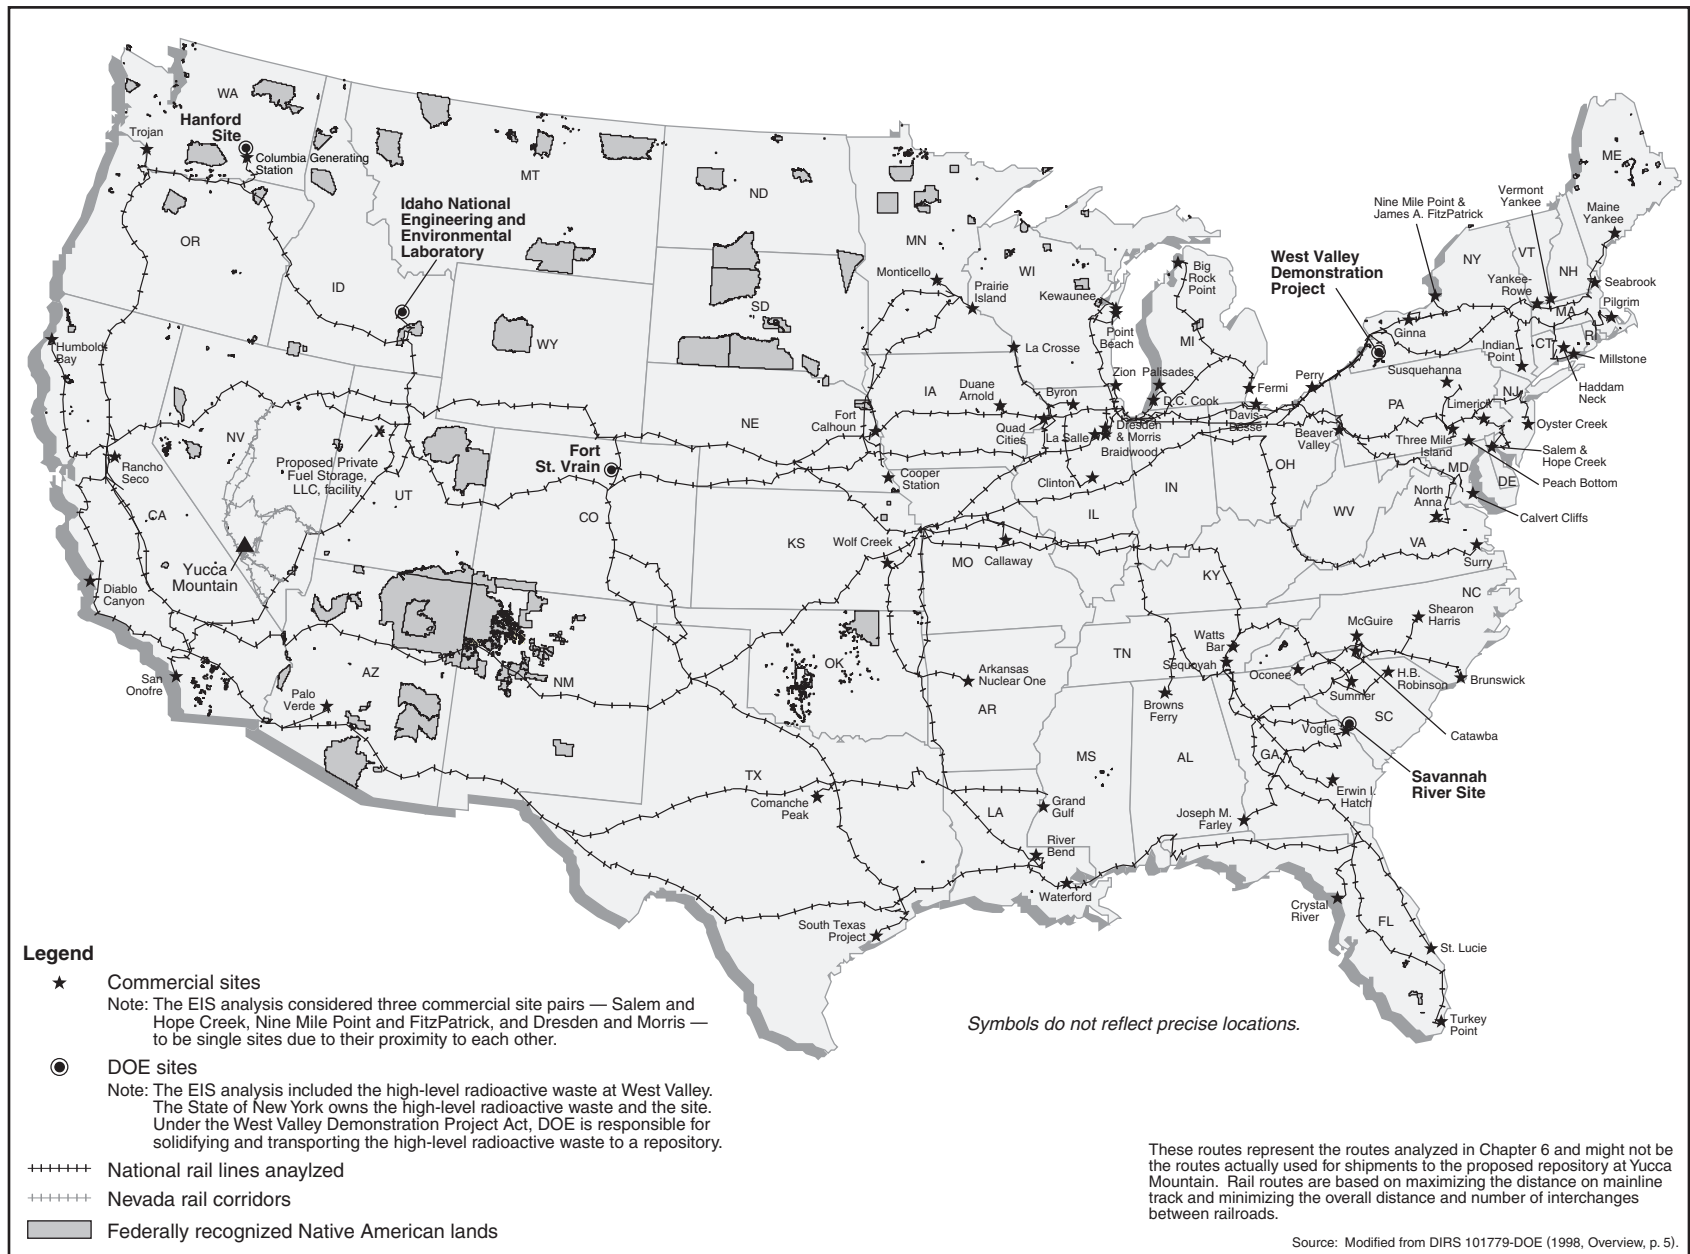 WA
Hanford
Site
Trojan
Columbia Generating
Station
MT
ND
OR
Idaho National
Engineering and
Environmental
Laboratory
ID
MN
Monticello
Prairie
Island
WI
Kewaunee
Point
Beach
Big
Rock
Point
MI
West Valley
Demonstration
Project
Nine Mile Point &
James A. FitzPatrick
Vermont
Yankee
ME
Maine
Yankee
NY
VT
NH
Yankee-
Rowe
Seabrook
Pilgrim
MA
RI
CT
Ginna
Indian
Point
Millstone
Haddam
Neck
Susquehanna
Humbolt
Bay
WY
SD
La Crosse
IA
Duane
Arnold
Byron
Zion
Palisades
D.C. Cook
Fermi
Perry
Davis-
Besse
PA
Limerick
NJ
Oyster Creek
NE
Fort
Calhoun
Quad
Cities
La Salle
Dresden
& Morris
Braidwood
Beaver
Valley
Three Mile
Island
Salem &
Hope Creek
Peach Bottom
MD
DE
NV
Proposed Private
Fuel Storage,
LLC, facility
Rancho
Seco
UT
Fort
St. Vrain
Cooper
Station
Clinton
IN
OH
WV
North
Anna
Calvert Cliffs
CA
CO
KS
IL
Wolf Creek
MO
Callaway
KY
VA
Surry
Yucca
Mountain
Diablo
Canyon
NC
Shearon
Harris
McGuire
Watts
Bar
TN
Sequoyah
Oconee
H.B.
Robinson
Brunswick
Summer
San
Onofre
AZ
Palo
Verde
NM
OK
Arkansas
Nuclear One
AR
Browns
Ferry
SC
Catawba
Vogtle
MS
AL
GA
Savannah
River Site
TX
Comanche
Peak
Grand
Gulf
LA
Erwin I.
Hatch
Joseph M.
Farley
River
Bend
Waterford
Crystal
River
FL
South Texas
Project
St. Lucie
Turkey
Point
Legend
Commercial sites
Note: The EIS analysis considered three commercial site pairs — Salem and
Hope Creek, Nine Mile Point and FitzPatrick, and Dresden and Morris —
to be single sites due to their proximity to each other.
DOE sites
Note: The EIS analysis included the high-level radioactive waste at West Valley.
The State of New York owns the high-level radioactive waste and the site.
Under the West Valley Demonstration Project Act, DOE is responsible for
solidifying and transporting the high-level radioactive waste to a repository.
National rail lines anaylzed
Nevada rail corridors
Federally recognized Native American lands
Symbols do not reflect precise locations.
These routes represent the routes analyzed in Chapter 6 and might not be
the routes actually used for shipments to the proposed repository at Yucca
Mountain. Rail routes are based on maximizing the distance on mainline
track and minimizing the overall distance and number of interchanges
between railroads.
Source: Modified from DIRS 101779-DOE (1998, Overview, p. 5).